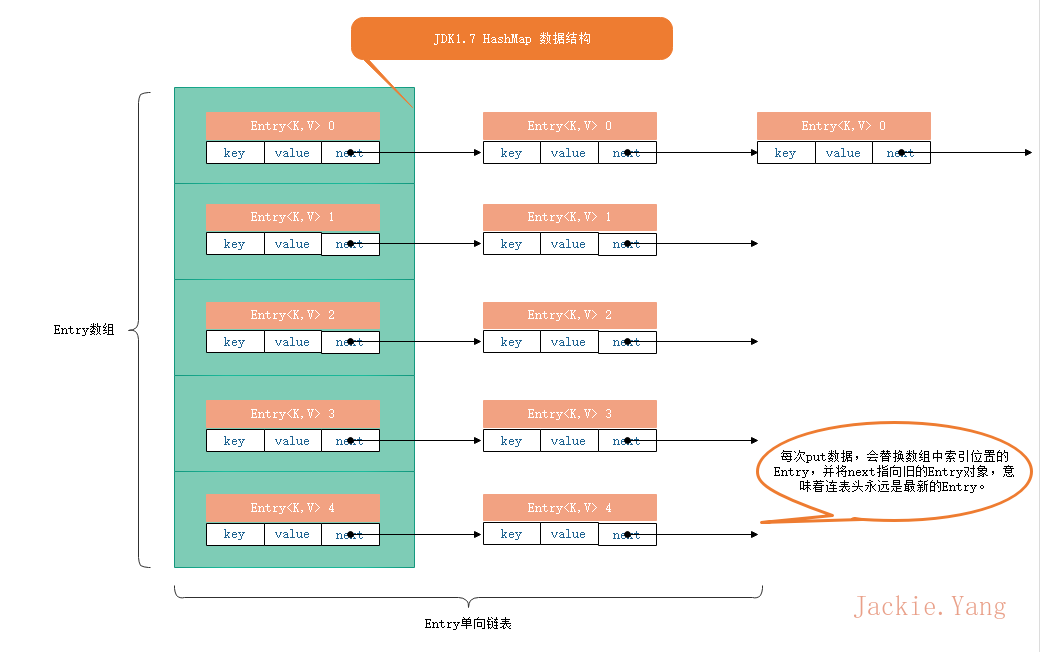 JDK1.7 HashMap 数据结构
Entry<K,V> 0
Entry<K,V> 0
Entry<K,V> 0
key value next
key value next
key value next
Entry<K,V> 1
Entry<K,V> 1
key value next
key value next
Entry<K,V> 2
Entry<K,V> 2
key value next
key value next
Entry数组
Entry<K,V> 3
Entry<K,V> 3
key value next
key value next
每次put数据，会替换数组中索引位置的
Entry，并将next指向旧的Entry对象，意
味着连表头永远是最新的Entry。
Entry<K,V> 4
Entry<K,V> 4
key value next
key value next
Entry单向链表
Jackie.Yang